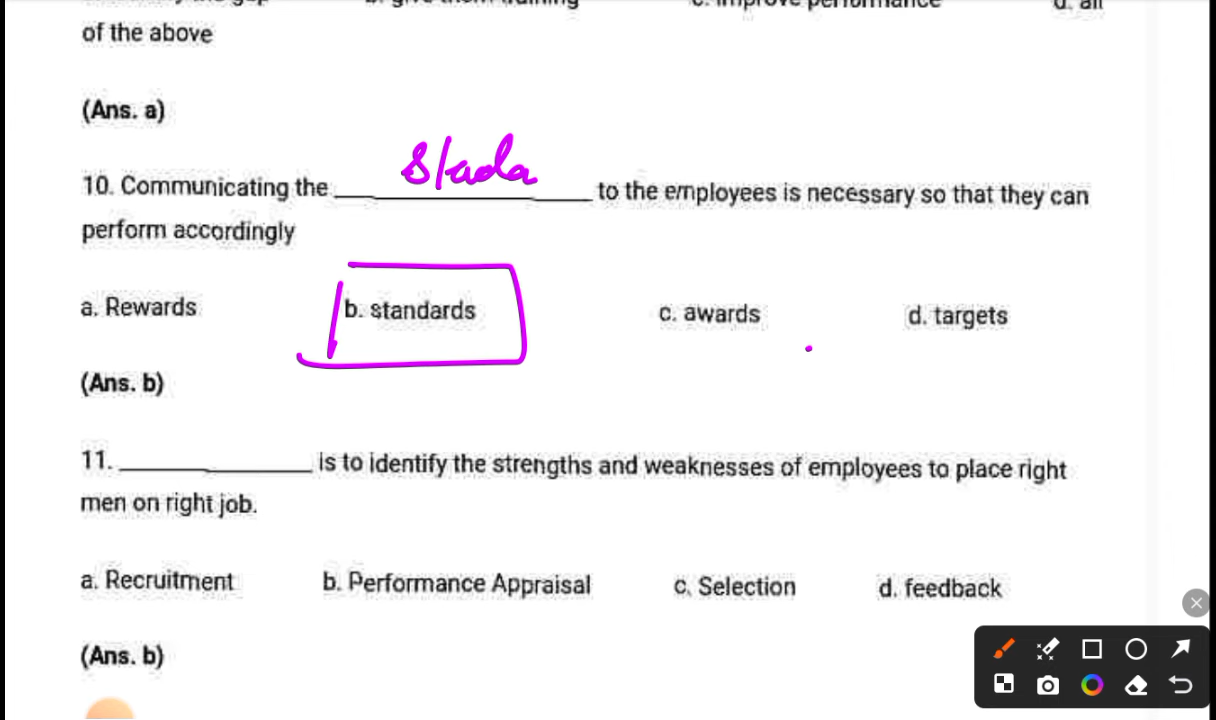 of the above
(Ans. a)
10. Communicating the ____________ to the employees is necessary so that they can
perform accordingly
a. Rewards b. standards c. awards d. targets
(Ans. b)
11. ____________ is to identify the strengths and weaknesses of employees to place right
men on right job.
a. Recruitment b. Performance Appraisal c. Selection d. feedback
(Ans. b)